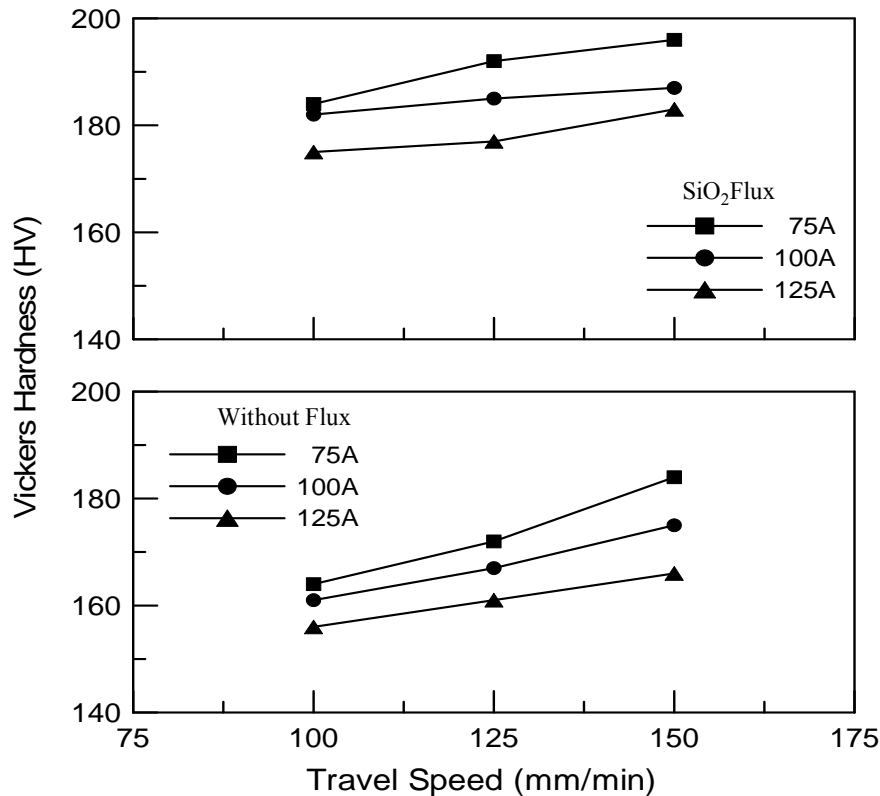 Vickers Hardness (HV)
200
180
160
140
SiO₂Flux
75A
100A
125A
200
180
160
140
Without Flux
75A
100A
125A
75
100
125
150
175
Travel Speed (mm/min)